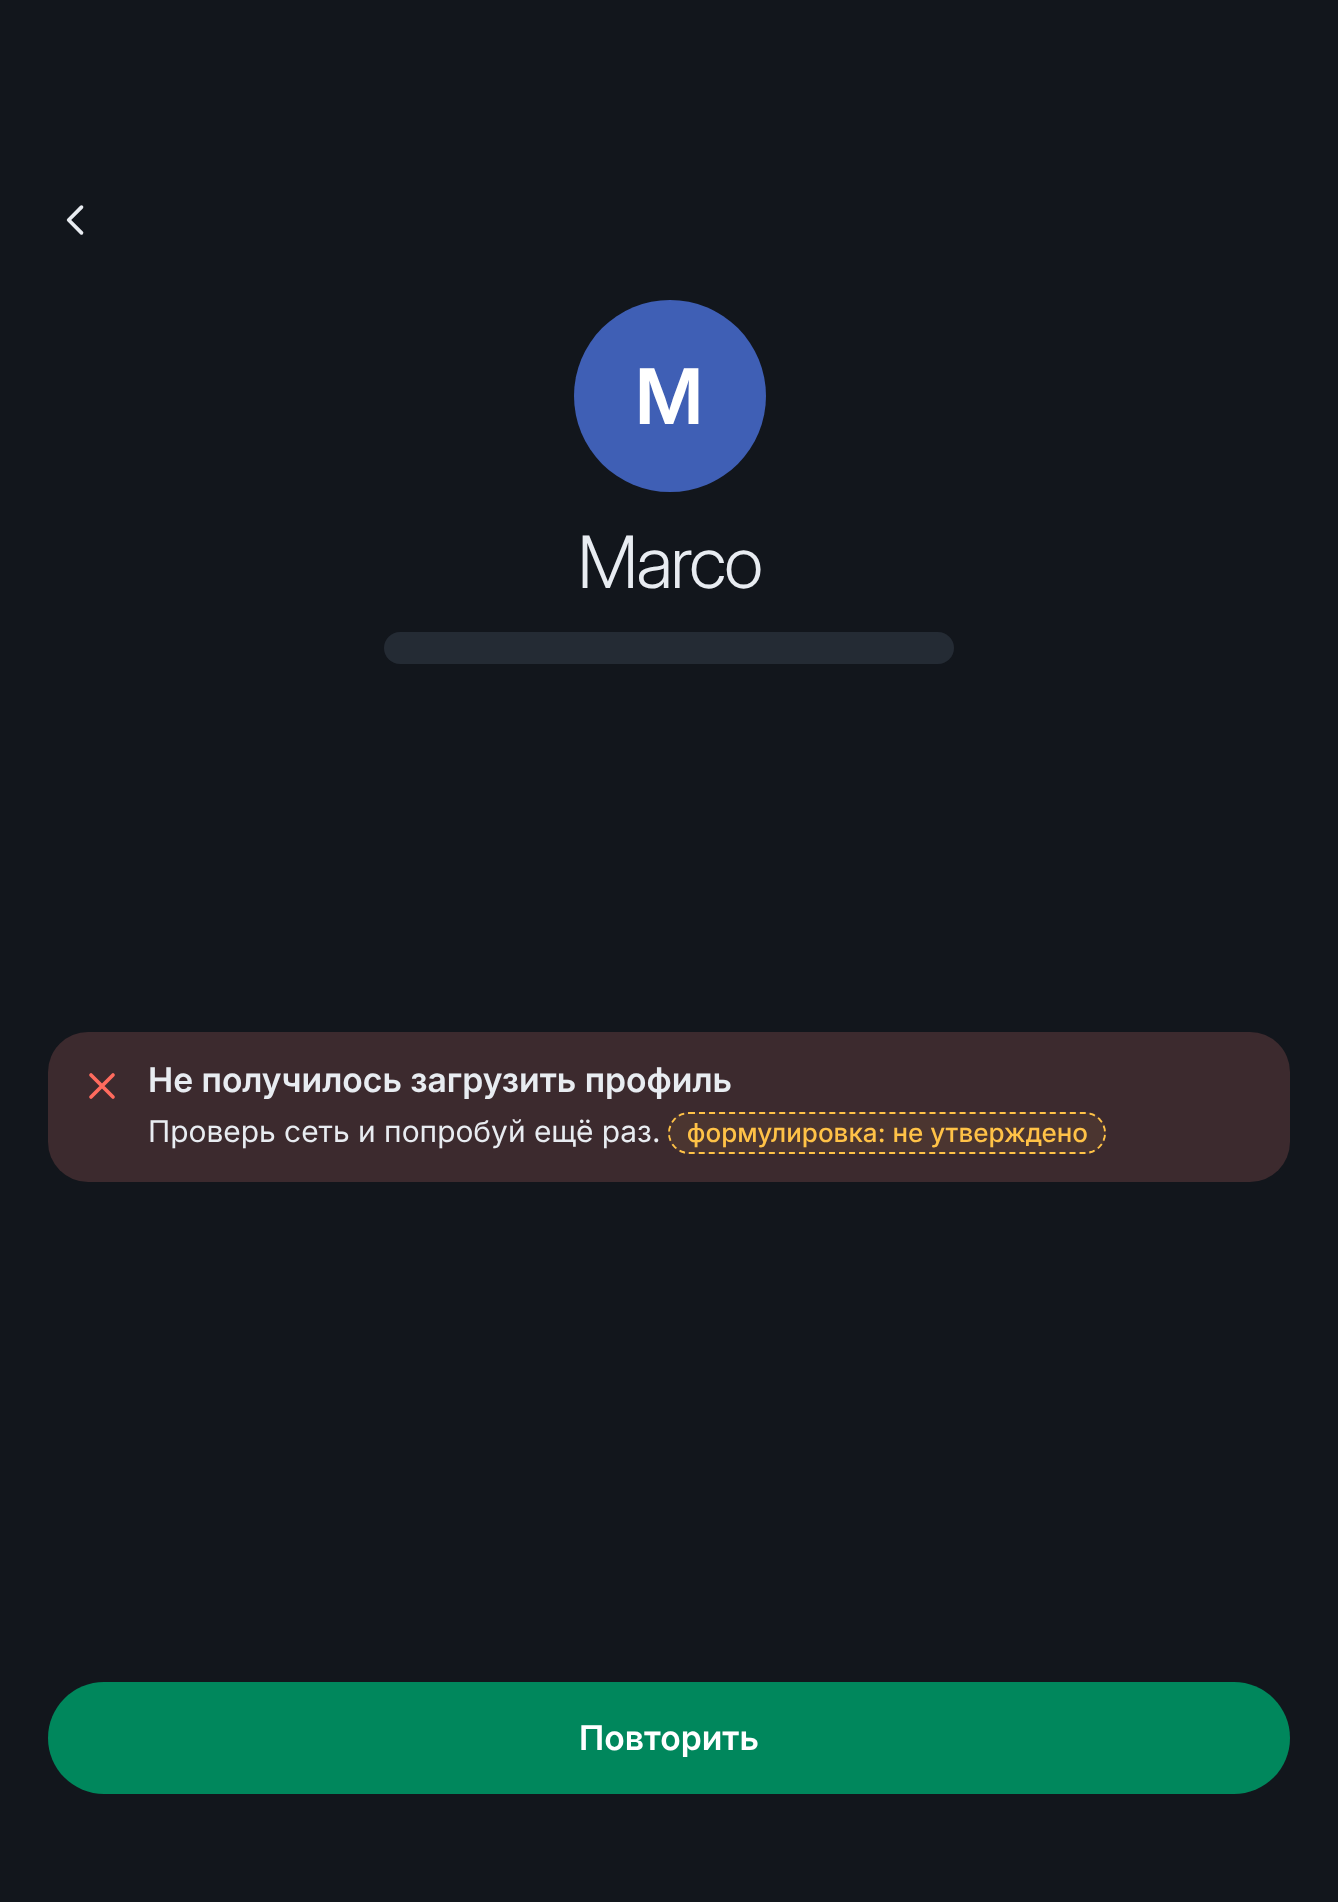 M
Marco
Не получилось загрузить профиль
Проверь сеть и попробуй ещё раз. формулировка: не утверждено
Повторить